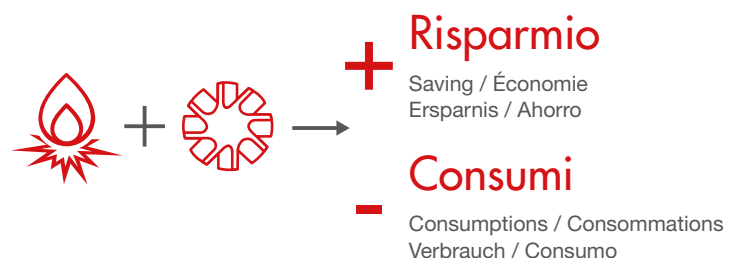 + Risparmio
Saving / Économie
Ersparnis / Ahorro
- Consumi
Consumptions / Consommations
Verbrauch / Consumo